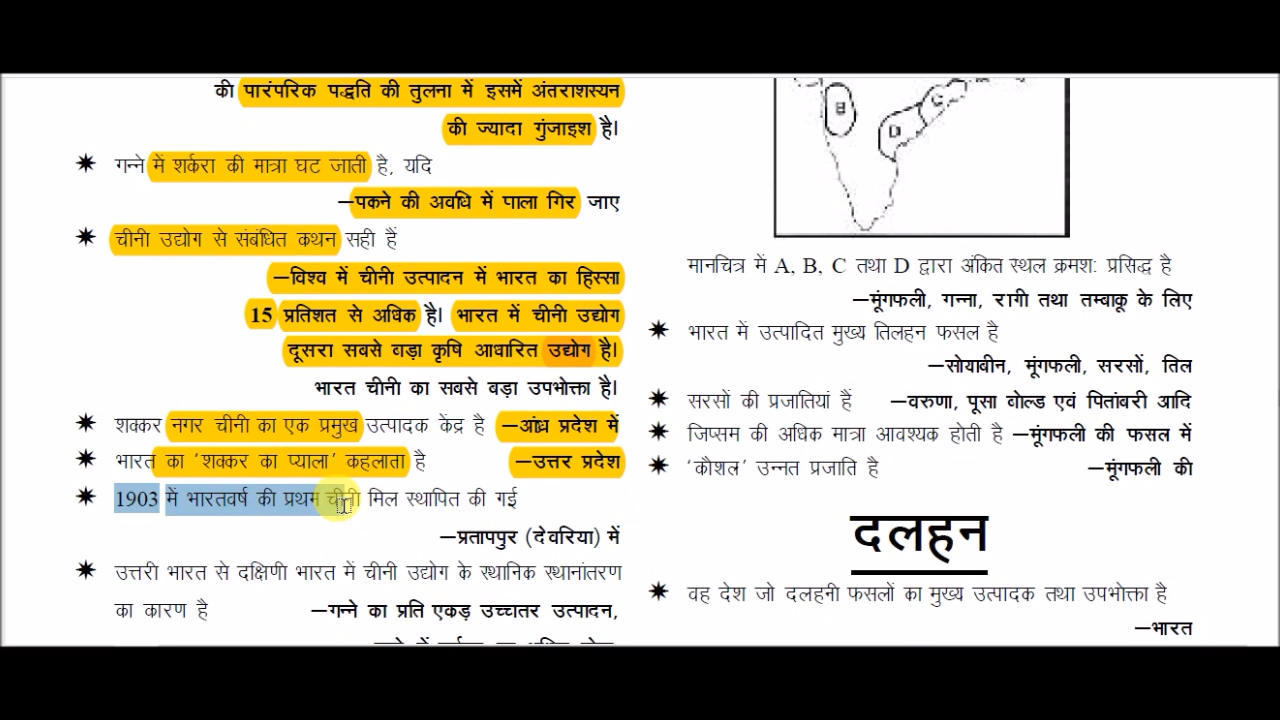 की पारंपरिक पद्धति की तुलना में इसमें अंतराशस्यन
की ज्यादा गुंजाइश है।
✷ गन्ने में शर्करा की मात्रा घट जाती है, यदि
–पकने की अवधि में पाला गिर जाए
✷ चीनी उद्योग से संबंधित कथन सही हैं
–विश्व में चीनी उत्पादन में भारत का हिस्सा
15 प्रतिशत से अधिक है। भारत में चीनी उद्योग
दूसरा सबसे बड़ा कृषि आधारित उद्योग है।
भारत चीनी का सबसे बड़ा उपभोक्ता है।
✷ शक्कर नगर चीनी का एक प्रमुख उत्पादक केंद्र है –आंध्र प्रदेश में
✷ भारत का 'शक्कर का प्याला' कहलाता है –उत्तर प्रदेश
✷ 1903 में भारतवर्ष की प्रथम चीनी मिल स्थापित की गई
–प्रतापपुर (देवरिया) में
✷ उत्तरी भारत से दक्षिणी भारत में चीनी उद्योग के स्थानिक स्थानांतरण
का कारण है –गन्ने का प्रति एकड़ उच्चतर उत्पादन,
B
C
D
मानचित्र में A, B, C तथा D द्वारा अंकित स्थल क्रमशः प्रसिद्ध है
–मूंगफली, गन्ना, रागी तथा तम्बाकू के लिए
✷ भारत में उत्पादित मुख्य तिलहन फसल है
–सोयाबीन, मूंगफली, सरसों, तिल
✷ सरसों की प्रजातियां हैं –वरुणा, पूसा बोल्ड एवं पितांबरी आदि
✷ जिप्सम की अधिक मात्रा आवश्यक होती है –मूंगफली की फसल में
✷ 'कौशल' उन्नत प्रजाति है –मूंगफली की
दलहन
✷ वह देश जो दलहनी फसलों का मुख्य उत्पादक तथा उपभोक्ता है
–भारत